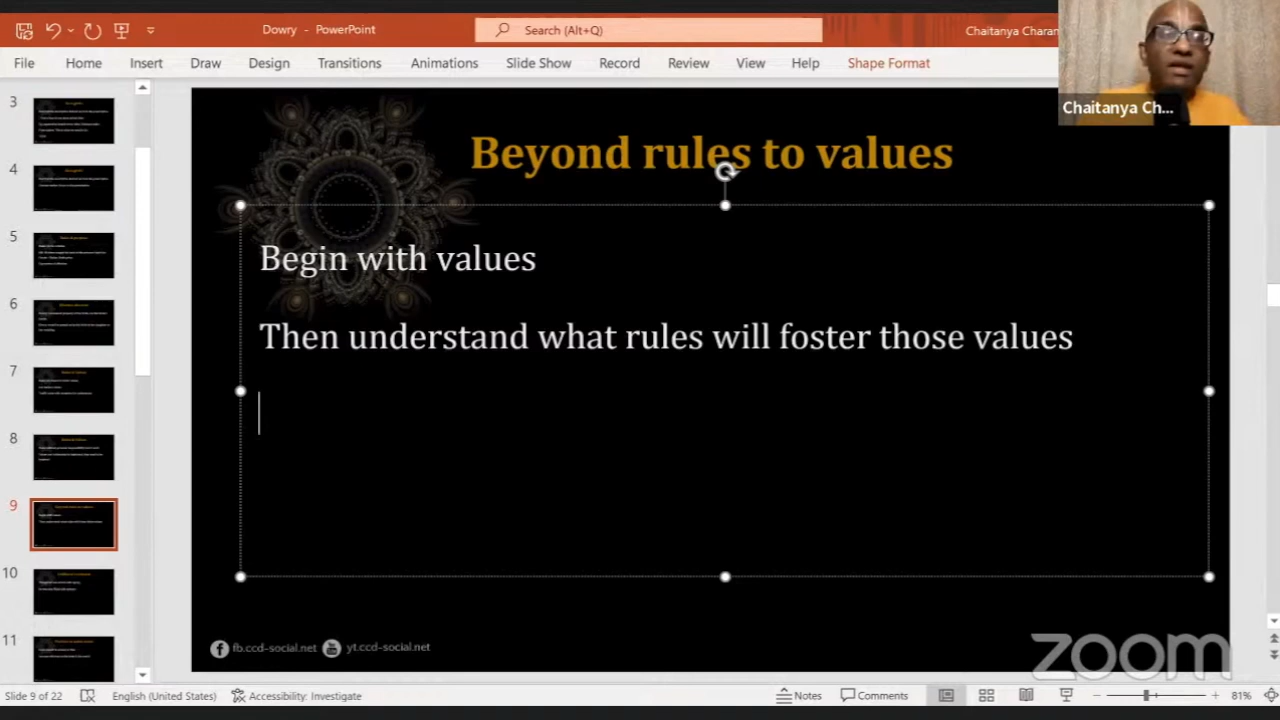 Dowry - PowerPoint
Search (Alt+Q)
Chaitanya Charan
File Home Insert Draw Design Transitions Animations Slide Show Record Review View Help Shape Format
Chaitanya Ch...
3
4
5
6
7
8
9
10
11
Beyond rules to values
Begin with values
Then understand what rules will foster those values
fb.ccd-social.net yt.ccd-social.net
zoom
Slide 9 of 22 English (United States) Accessibility: Investigate Notes Comments 81%